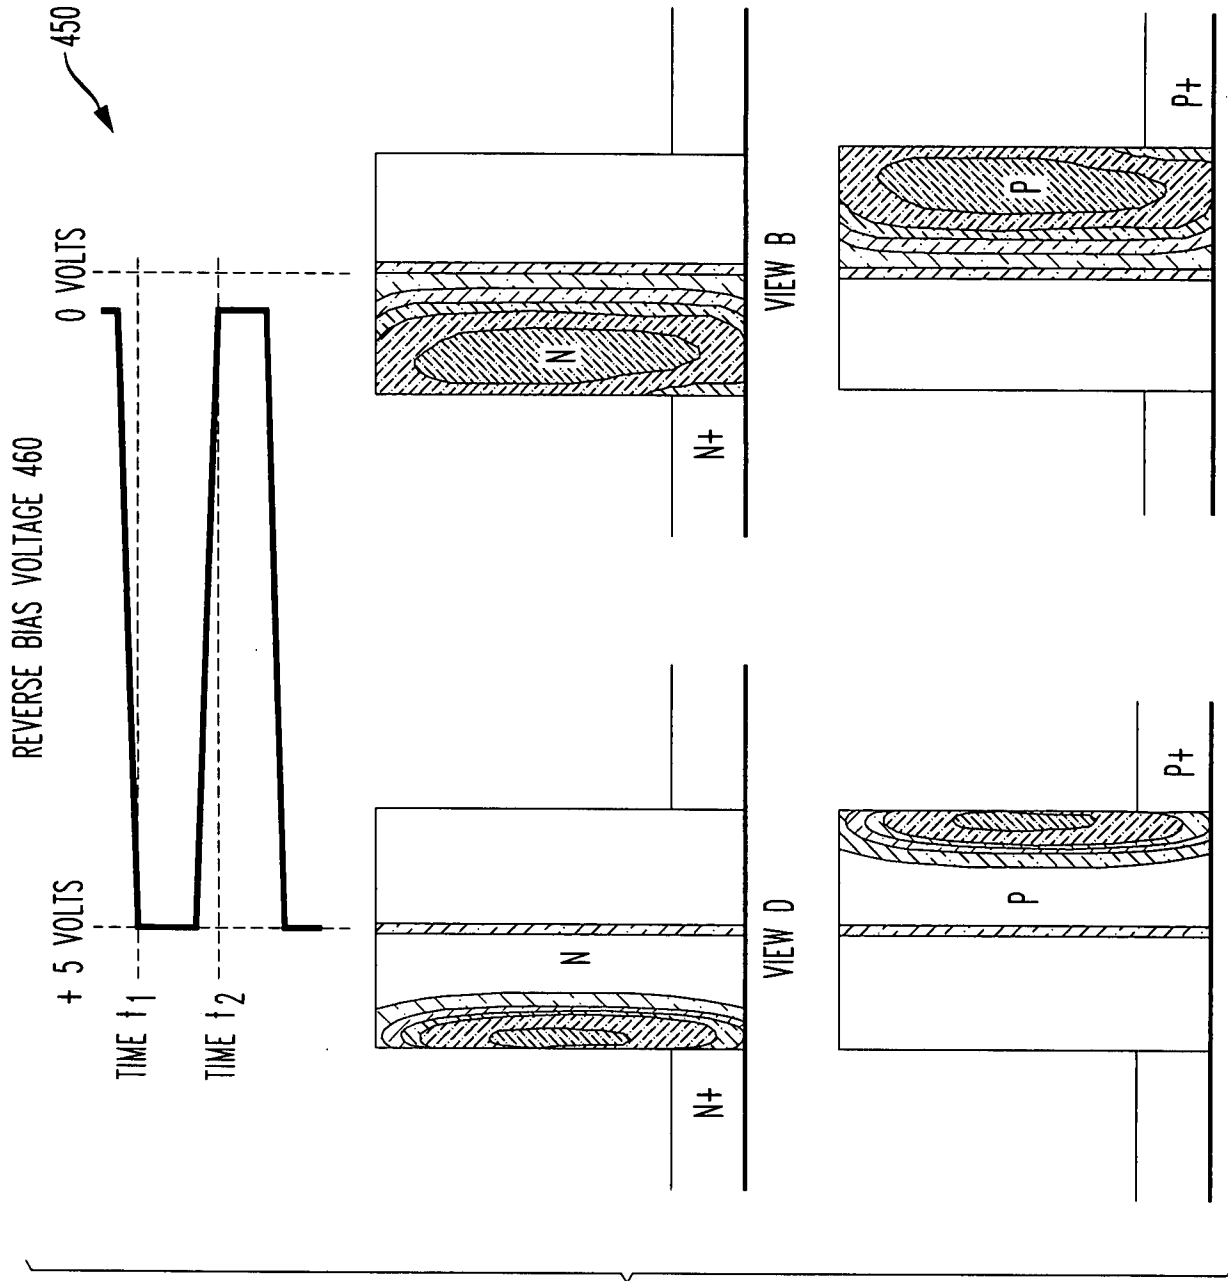 REVERSE BIAS VOLTAGE 460
450
+ 5 VOLTS
0 VOLTS
TIME t1
TIME t2
N
N+
VIEW D
N
N+
VIEW B
P
P+
P
P+